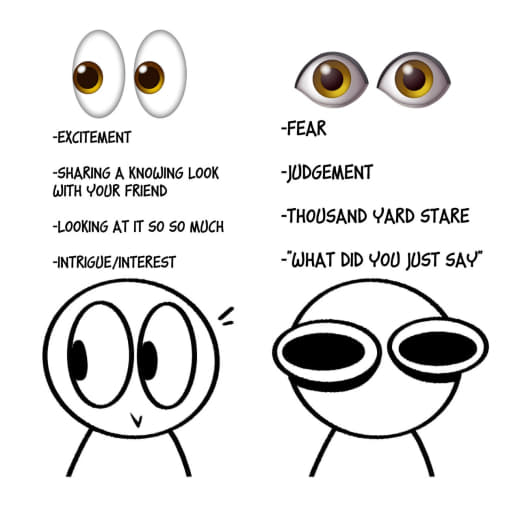 -EXCITEMENT
-SHARING A KNOWING LOOK
WITH YOUR FRIEND
-LOOKING AT IT SO SO MUCH
-INTRIGUE/INTEREST
-FEAR
-JUDGEMENT
-THOUSAND YARD STARE
-"WHAT DID YOU JUST SAY"